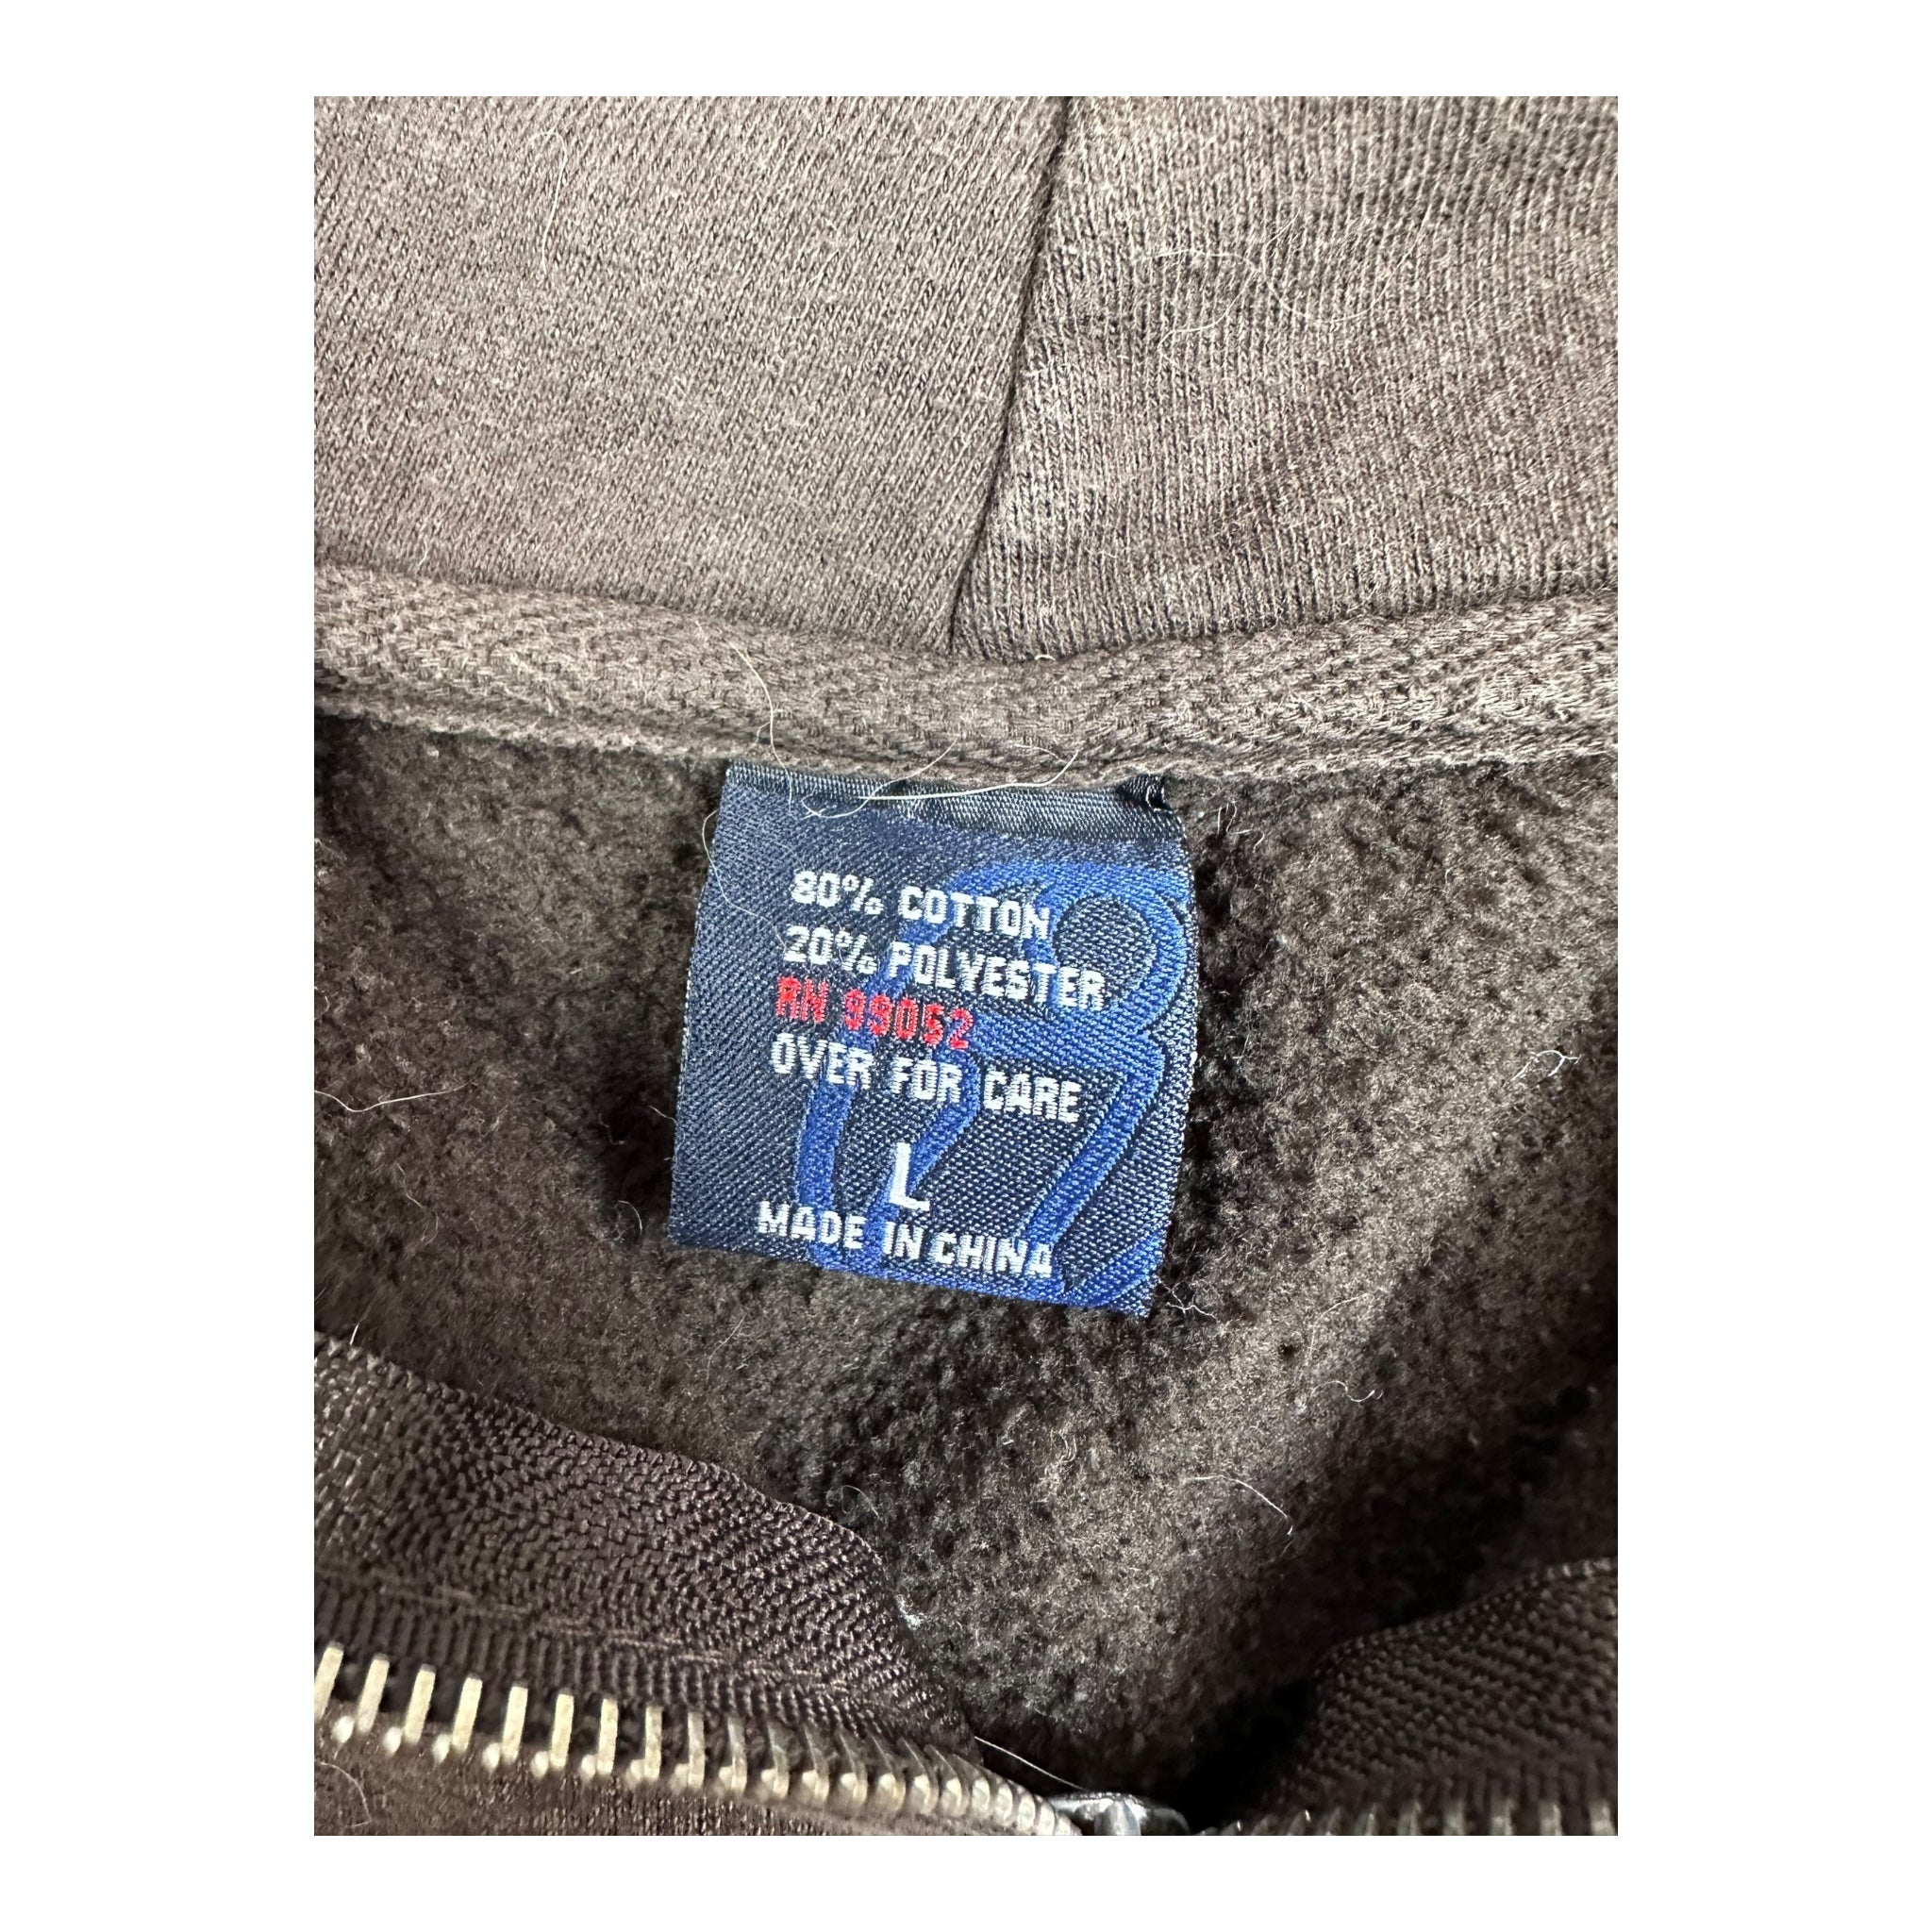 80% COTTON
20% POLYESTER
RN 99052
OVER FOR CARE
L
MADE IN CHINA